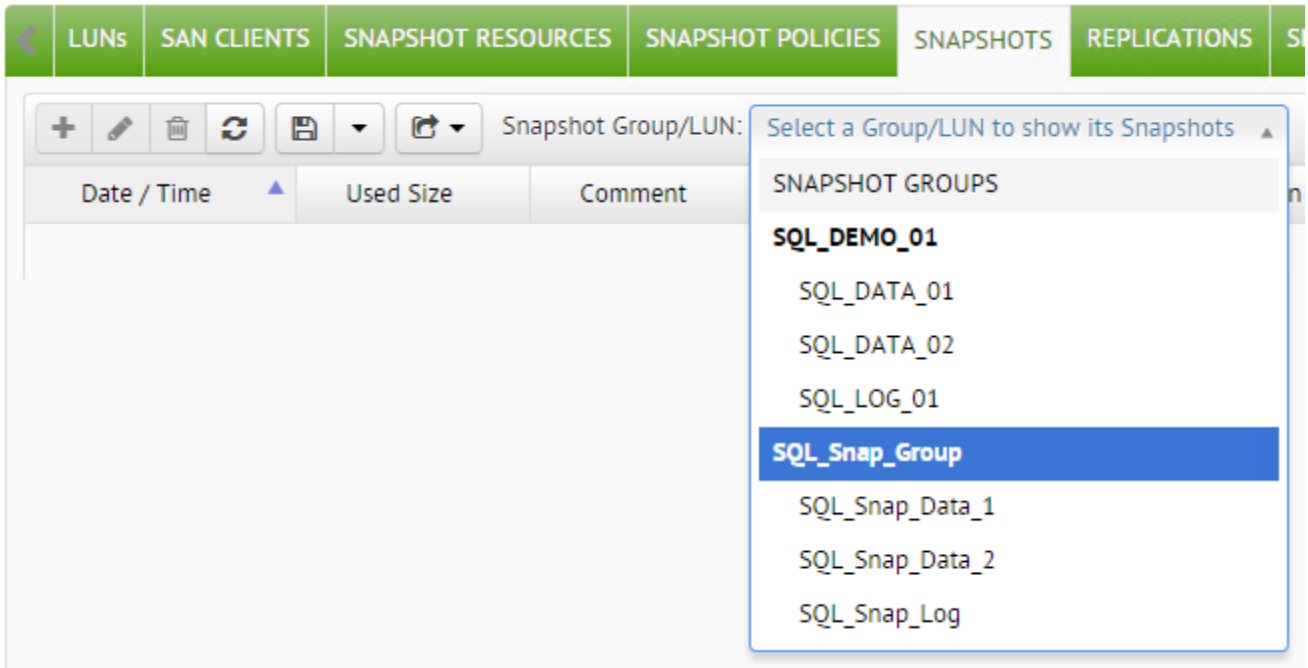 LUNs SAN CLIENTS SNAPSHOT RESOURCES SNAPSHOT POLICIES SNAPSHOTS REPLICATIONS
Snapshot Group/LUN: Select a Group/LUN to show its Snapshots
Date / Time Used Size Comment
SNAPSHOT GROUPS
SQL_DEMO_01
SQL_DATA_01
SQL_DATA_02
SQL_LOG_01
SQL_Snap_Group
SQL_Snap_Data_1
SQL_Snap_Data_2
SQL_Snap_Log